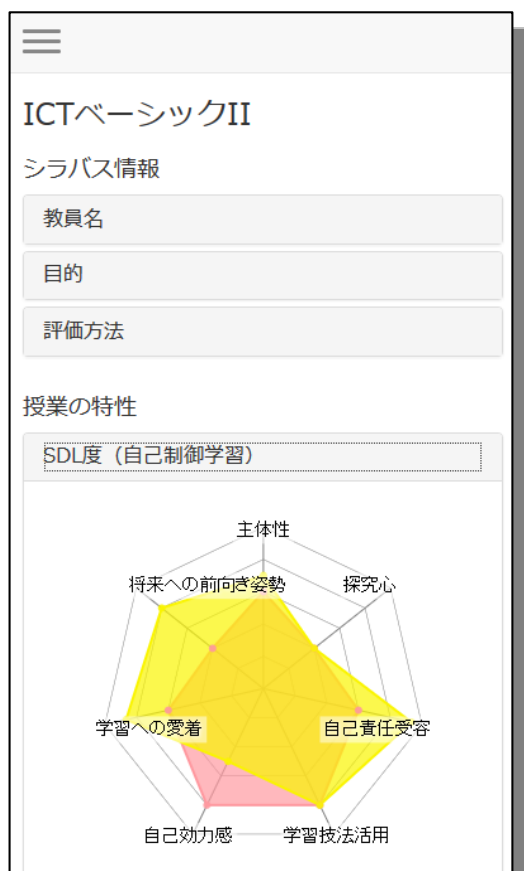 ICTベーシックII
シラバス情報
教員名
目的
評価方法
授業の特性
SDL度（自己制御学習）
主体性
将来への前向き姿勢
探究心
学習への愛着
自己責任受容
自己効力感
学習技法活用